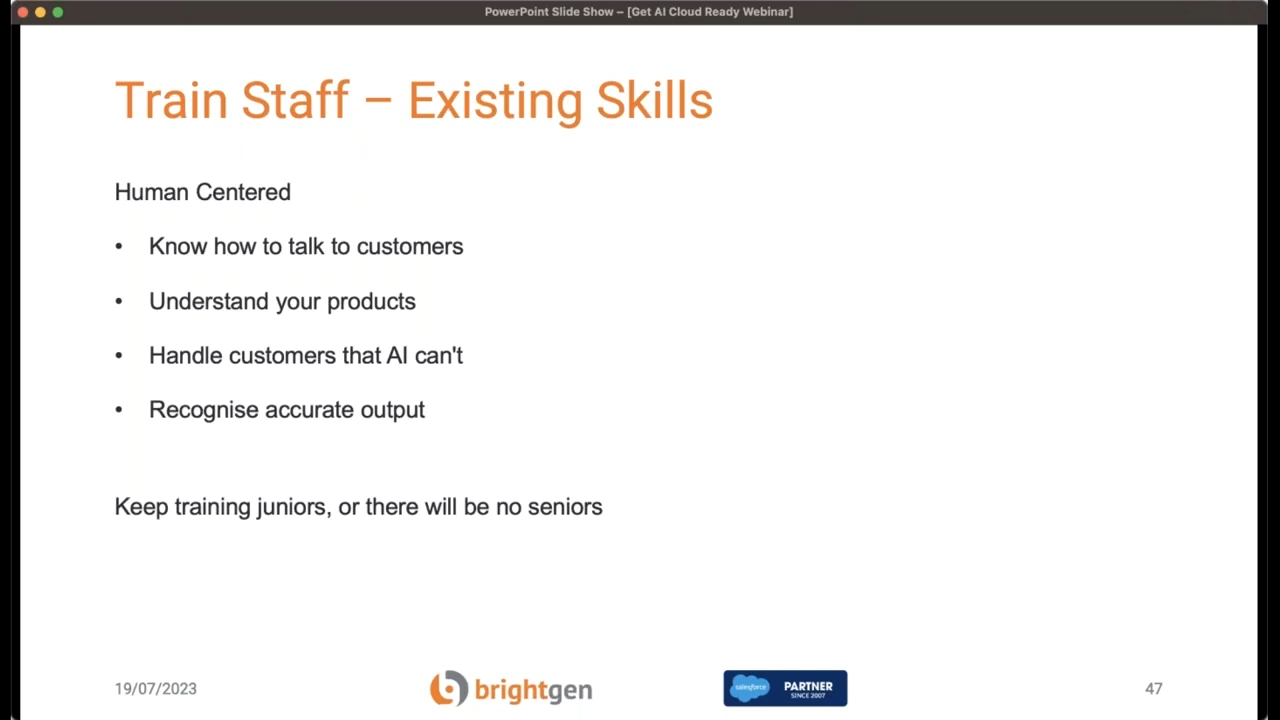 PowerPoint Slide Show – [Get AI Cloud Ready Webinar]
Train Staff – Existing Skills
Human Centered
• Know how to talk to customers
• Understand your products
• Handle customers that AI can't
• Recognise accurate output
Keep training juniors, or there will be no seniors
19/07/2023
brightgen
salesforce
PARTNER
SINCE 2007
47